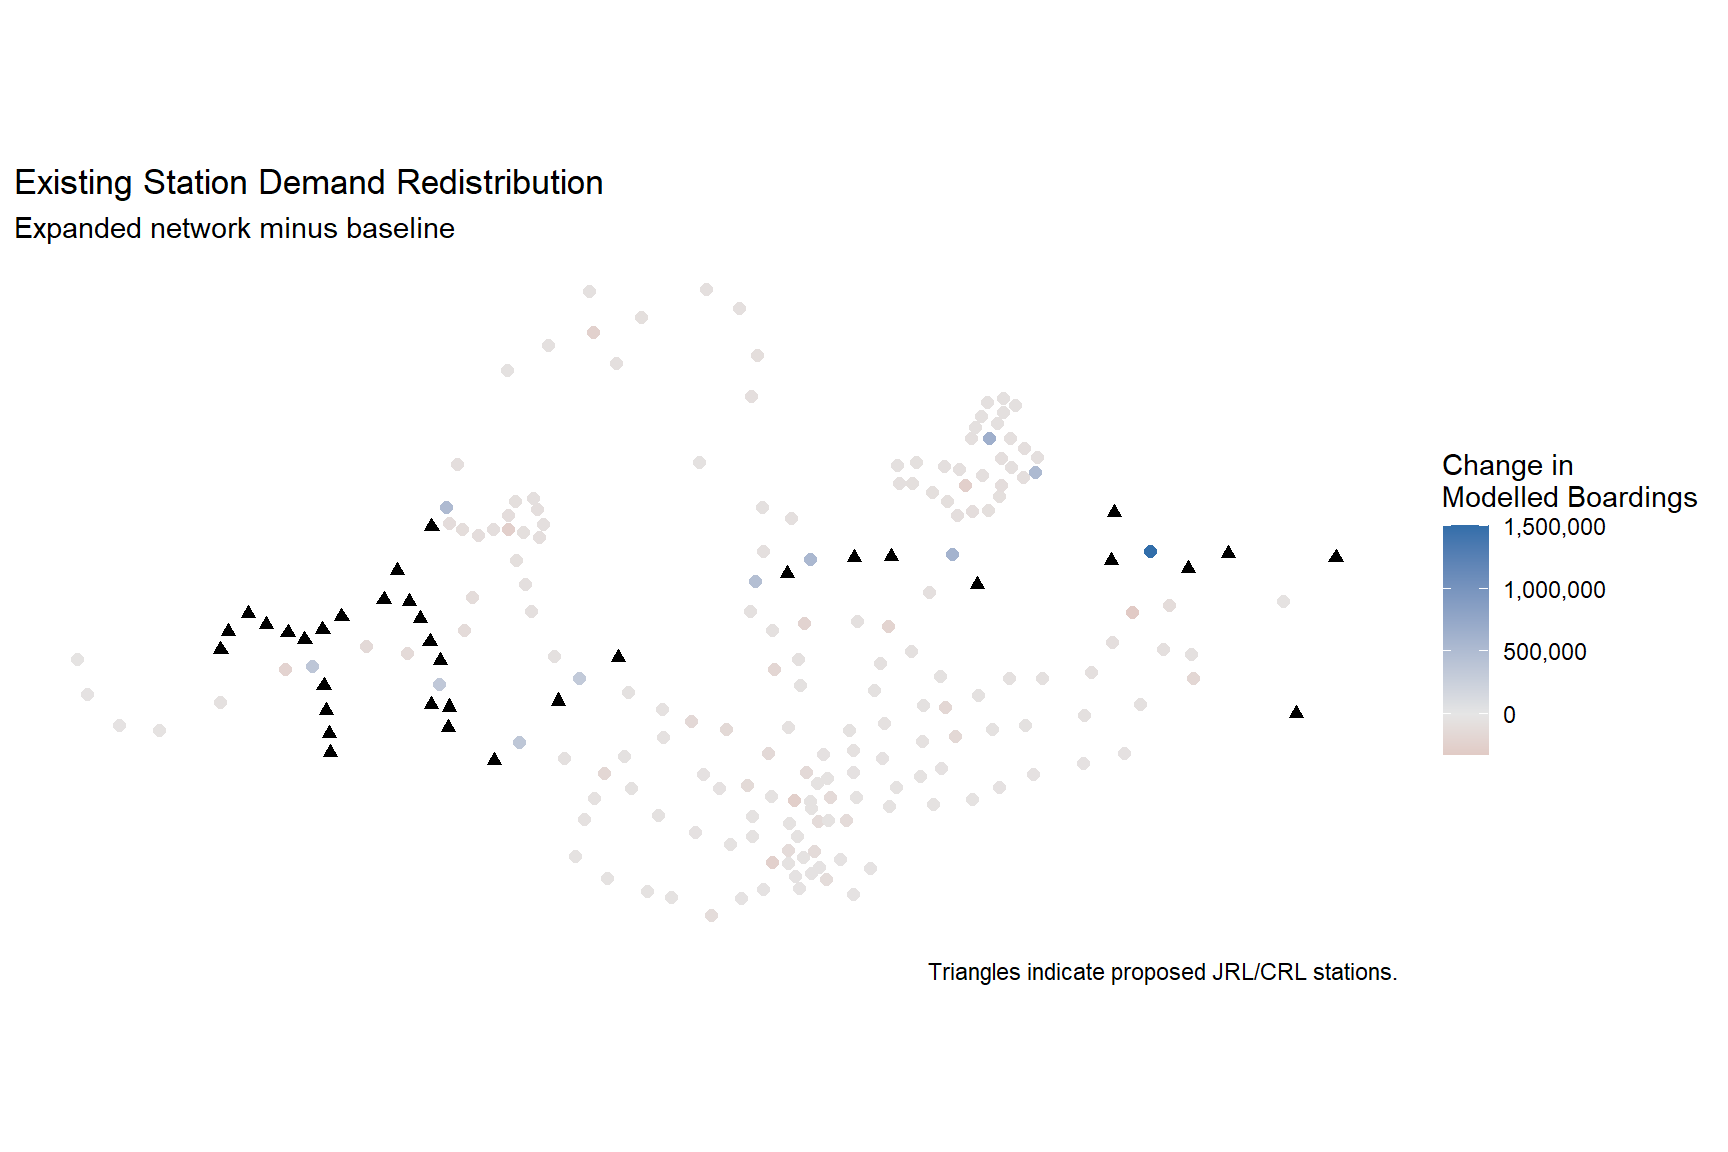 Existing Station Demand Redistribution
Expanded network minus baseline
Change in
Modelled Boardings
1,500,000
1,000,000
500,000
0
Triangles indicate proposed JRL/CRL stations.